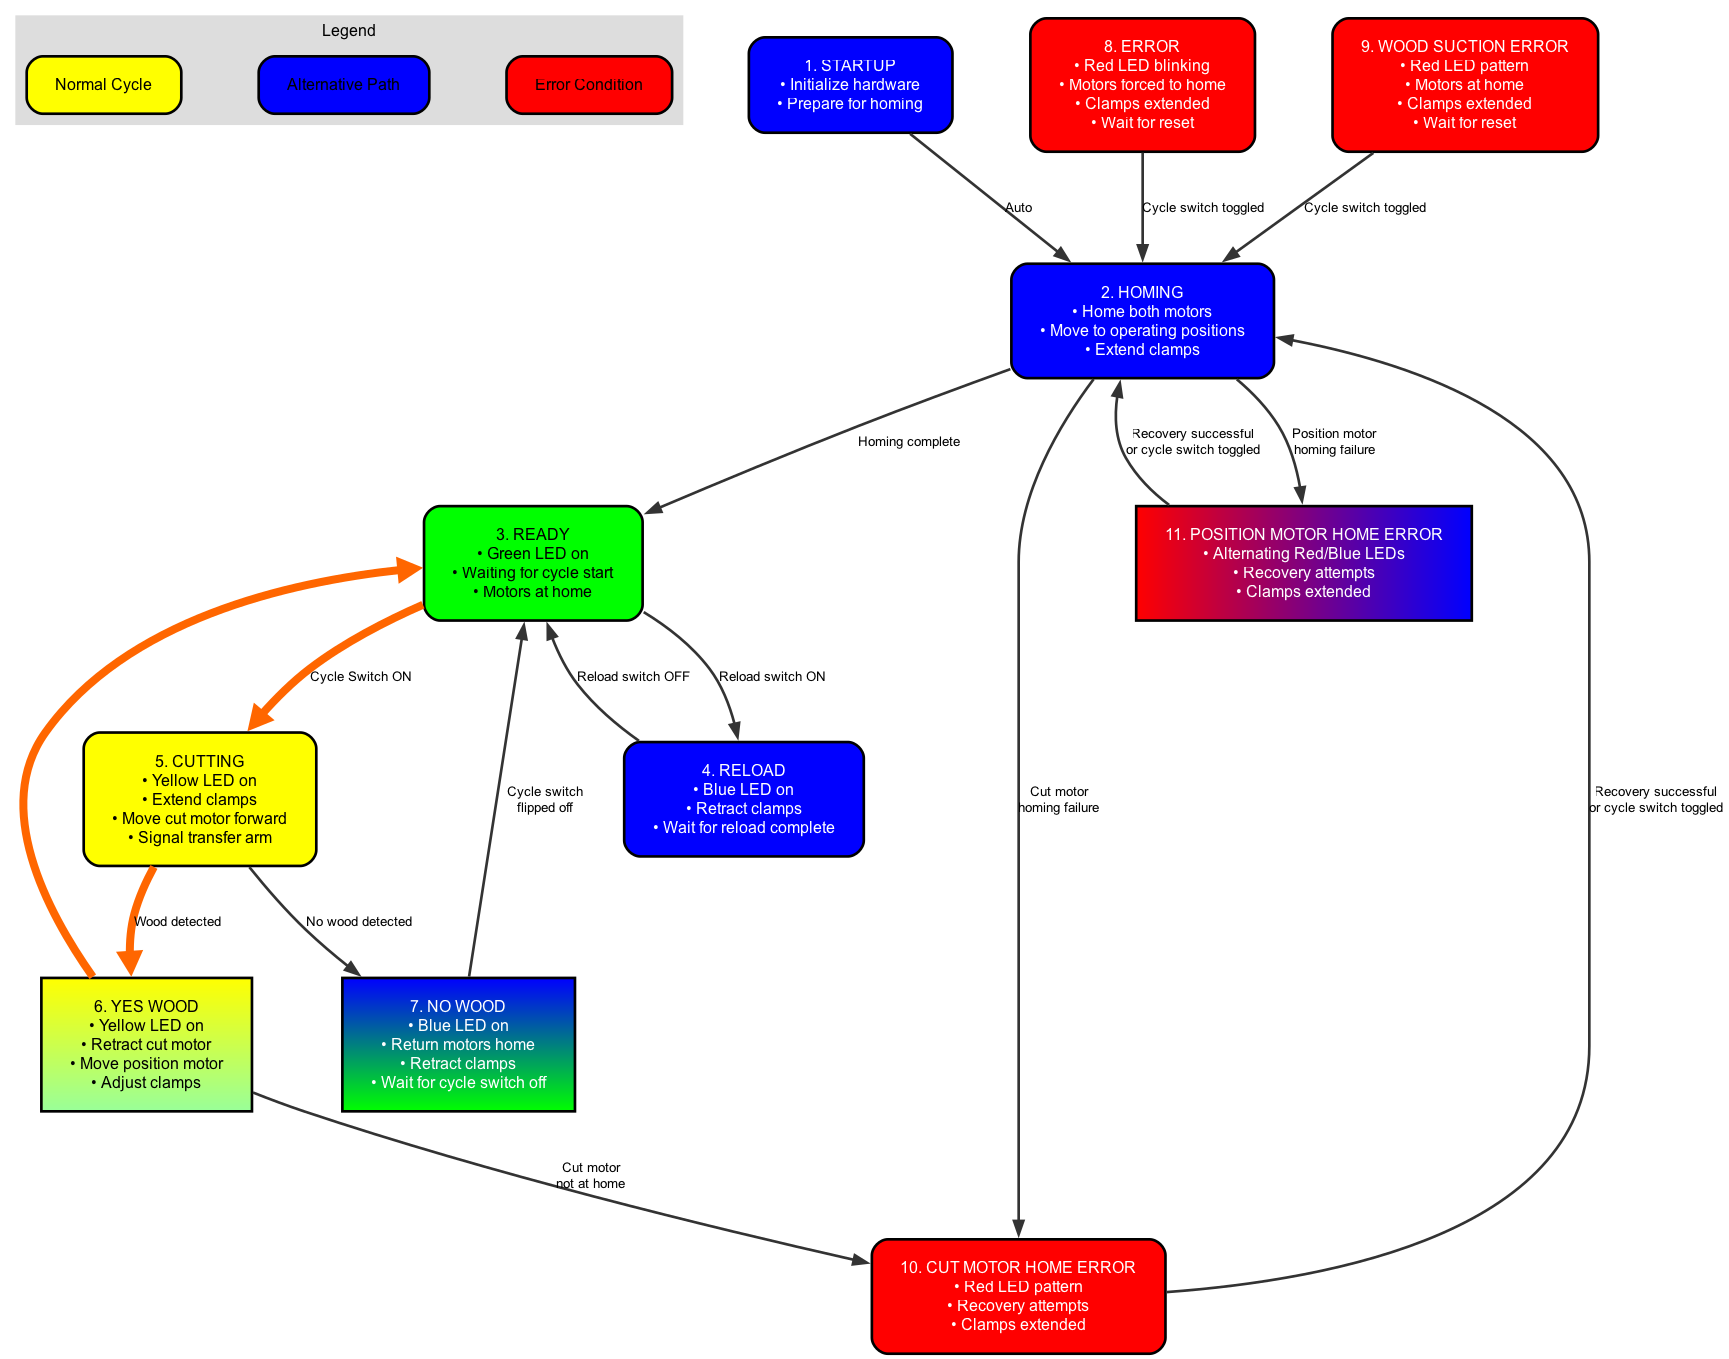 Legend
Normal Cycle
Alternative Path
Error Condition
1. STARTUP
• Initialize hardware
• Prepare for homing
8. ERROR
• Red LED blinking
• Motors forced to home
• Clamps extended
• Wait for reset
9. WOOD SUCTION ERROR
• Red LED pattern
• Motors at home
• Clamps extended
• Wait for reset
Auto
Cycle switch toggled
Cycle switch toggled
2. HOMING
• Home both motors
• Move to operating positions
• Extend clamps
Homing complete
Recovery successful
or cycle switch toggled
Position motor
homing failure
3. READY
• Green LED on
• Waiting for cycle start
• Motors at home
11. POSITION MOTOR HOME ERROR
• Alternating Red/Blue LEDs
• Recovery attempts
• Clamps extended
Cycle Switch ON
Reload switch OFF
Reload switch ON
5. CUTTING
• Yellow LED on
• Extend clamps
• Move cut motor forward
• Signal transfer arm
Cycle switch
flipped off
4. RELOAD
• Blue LED on
• Retract clamps
• Wait for reload complete
Cut motor
homing failure
Recovery successful
or cycle switch toggled
Wood detected
No wood detected
6. YES WOOD
• Yellow LED on
• Retract cut motor
• Move position motor
• Adjust clamps
7. NO WOOD
• Blue LED on
• Return motors home
• Retract clamps
• Wait for cycle switch off
Cut motor
not at home
10. CUT MOTOR HOME ERROR
• Red LED pattern
• Recovery attempts
• Clamps extended